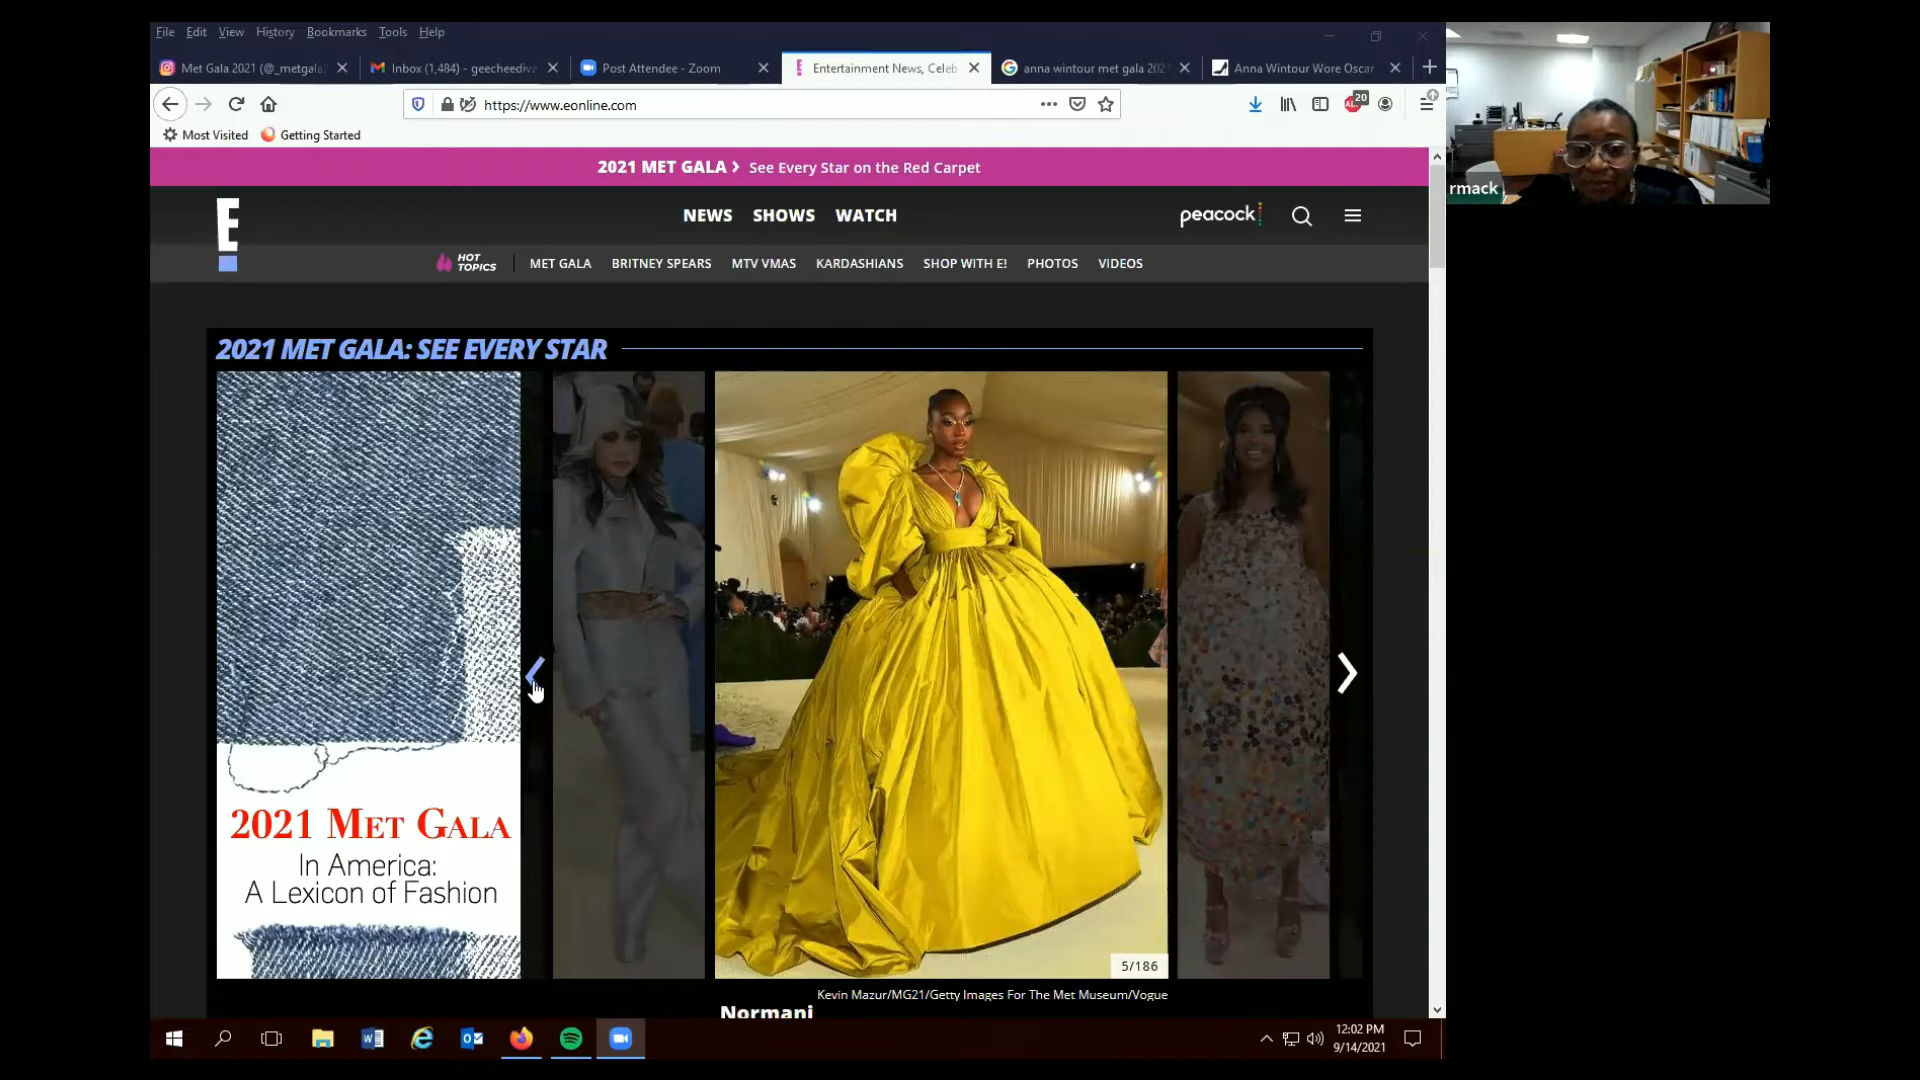 File Edit View History Bookmarks Tools Help
Met Gala 2021 (@_metgala
Inbox (1,484) - geecheediva
Post Attendee - Zoom
Entertainment News, Celeb
anna wintour met gala 2021
Anna Wintour Wore Oscar
https://www.eonline.com
20
Most Visited Getting Started
2021 MET GALA See Every Star on the Red Carpet
E!
NEWS SHOWS WATCH
peacock
HOT TOPICS
MET GALA BRITNEY SPEARS MTV VMAS KARDASHIANS SHOP WITH E! PHOTOS VIDEOS
2021 MET GALA: SEE EVERY STAR
2021 MET GALA
In America:
A Lexicon of Fashion
5/186
Kevin Mazur/MG21/Getty Images For The Met Museum/Vogue
Normani
12:02 PM
9/14/2021
rmack